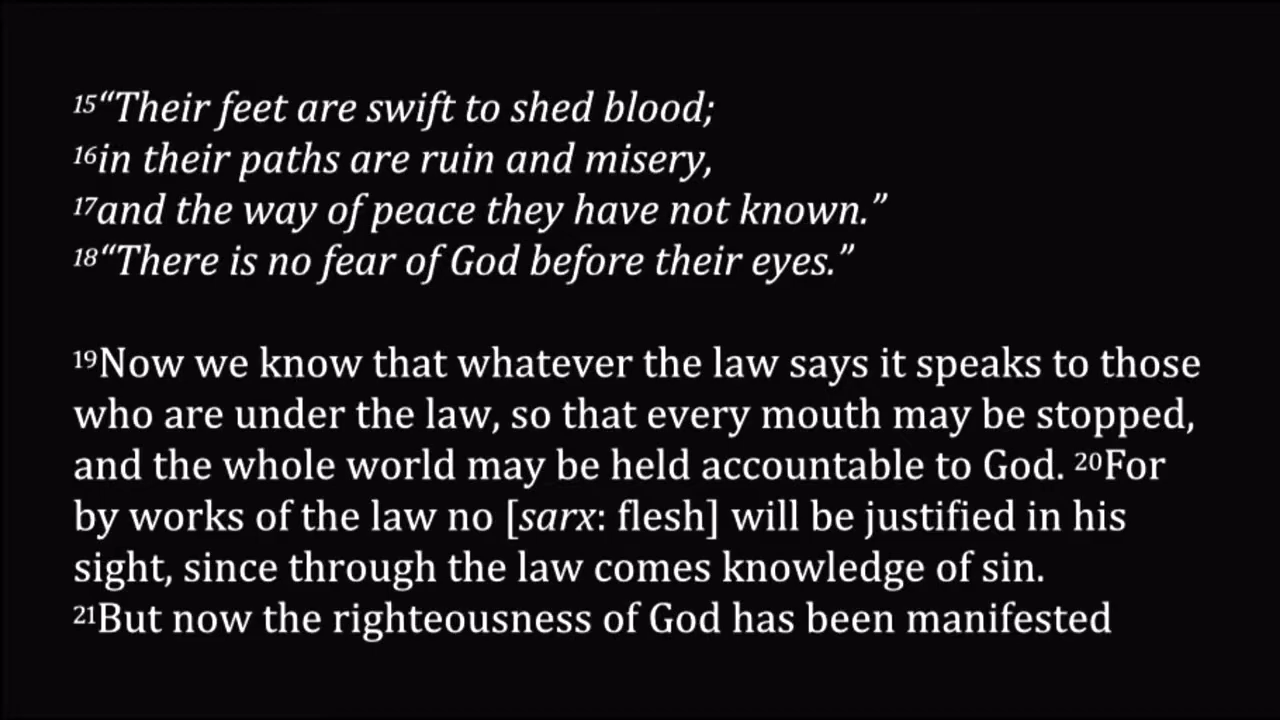 15“Their feet are swift to shed blood;
16in their paths are ruin and misery,
17and the way of peace they have not known.”
18“There is no fear of God before their eyes.”
19Now we know that whatever the law says it speaks to those
who are under the law, so that every mouth may be stopped,
and the whole world may be held accountable to God. 20For
by works of the law no [sarx: flesh] will be justified in his
sight, since through the law comes knowledge of sin.
21But now the righteousness of God has been manifested